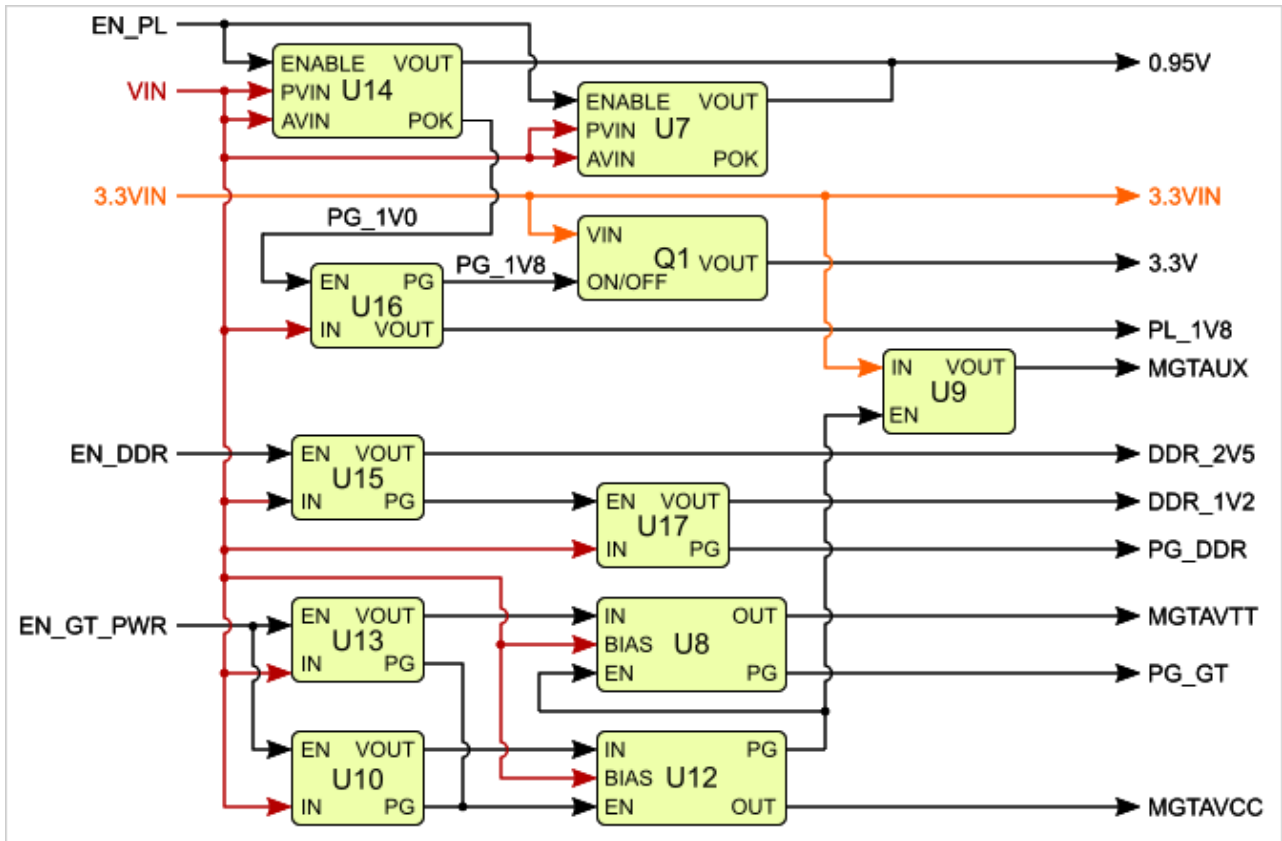 EN_PL
ENABLE VOUT
0.95V
VIN
PVIN
U14
AVIN
POK
ENABLE VOUT
PVIN
U7
AVIN
POK
3.3VIN
3.3VIN
PG_1V0
VIN
Q1
VOUT
3.3V
ON/OFF
PG_1V8
EN
PG
U16
IN
VOUT
PL_1V8
IN
VOUT
MGTAUX
U9
EN
EN_DDR
EN VOUT
DDR_2V5
U15
IN
PG
EN VOUT
DDR_1V2
U17
IN
PG
PG_DDR
EN_GT_PWR
EN VOUT
U13
IN
PG
IN
OUT
MGTAVTT
BIAS
U8
EN
PG
PG_GT
EN VOUT
U10
IN
PG
IN
PG
BIAS
U12
EN
OUT
MGTAVCC